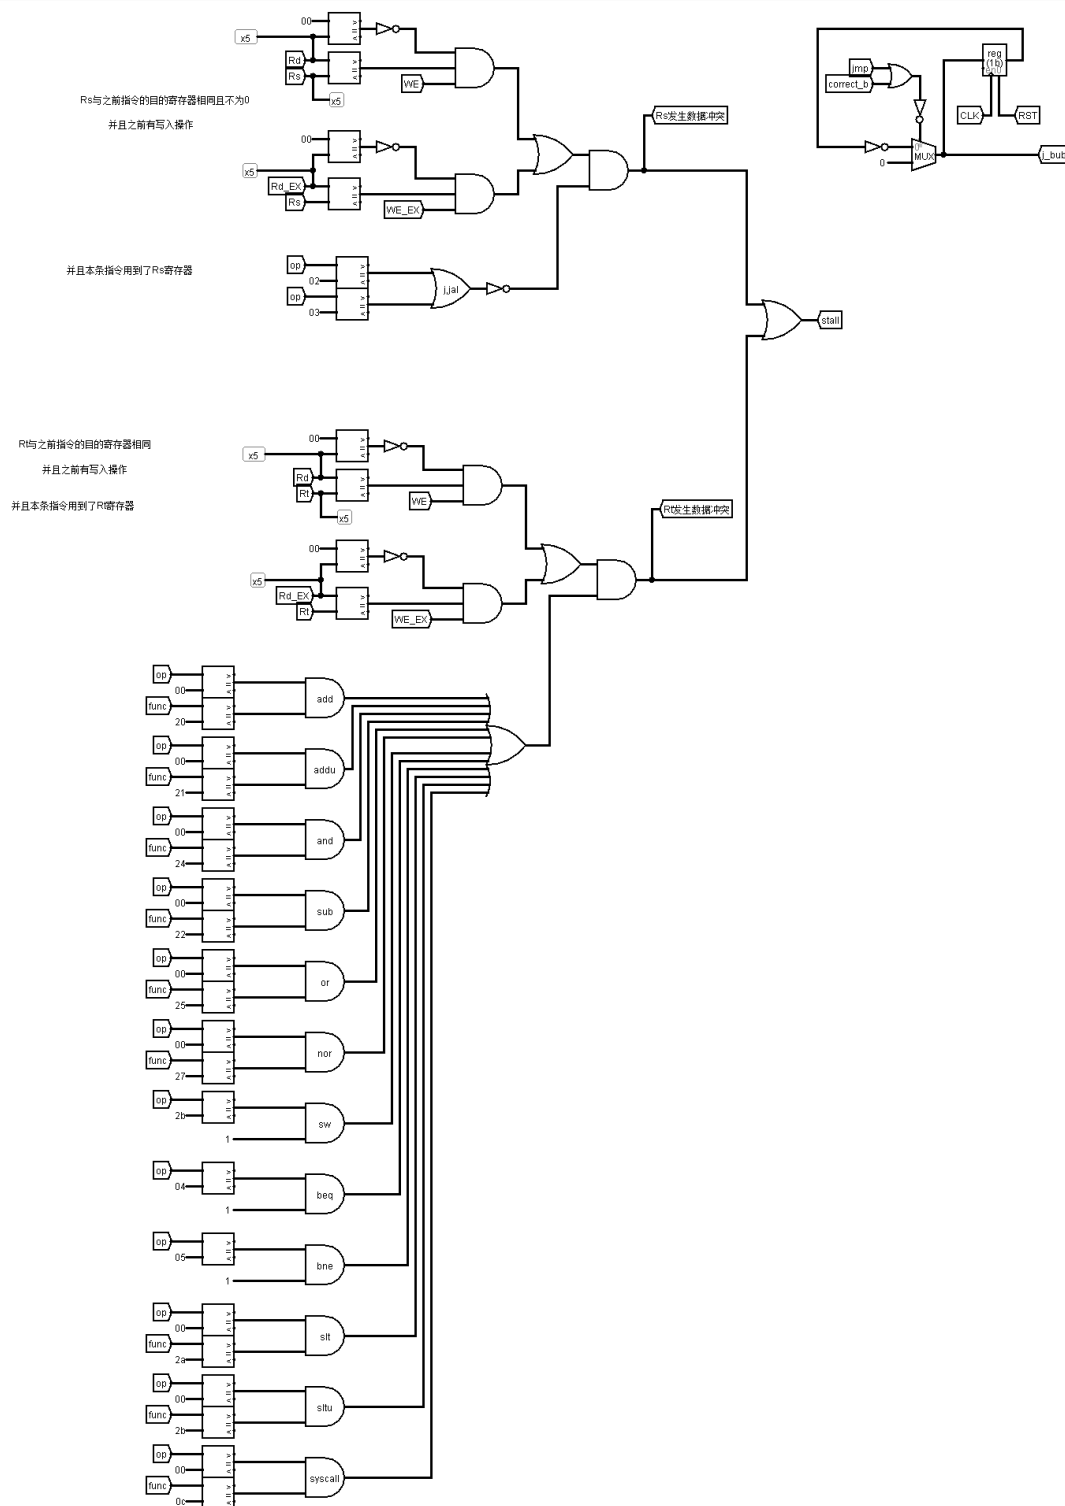 00
x5
Rd
Rs
WE
x5
Rs与之前指令的目的寄存器相同且不为0
并且之前有写入操作
00
x5
Rd_EX
Rs
WE_EX
Rs发生数据冲突
jmp
correct_b
reg
(1b)
CLK
RST
0
MUX
0
j_bub
并且本条指令用到了Rs寄存器
op
02
op
03
j,jal
stall
Rt与之前指令的目的寄存器相同
并且之前有写入操作
并且本条指令用到了Rt寄存器
00
x5
Rd
Rt
WE
x5
00
x5
Rd_EX
Rt
WE_EX
Rt发生数据冲突
op
00
func
20
add
op
00
func
21
addu
op
00
func
24
and
op
00
func
22
sub
op
00
func
25
or
op
00
func
27
nor
op
2b
1
sw
op
04
1
beq
op
05
1
bne
op
00
func
2a
slt
op
00
func
2b
sltu
op
00
func
0c
syscall